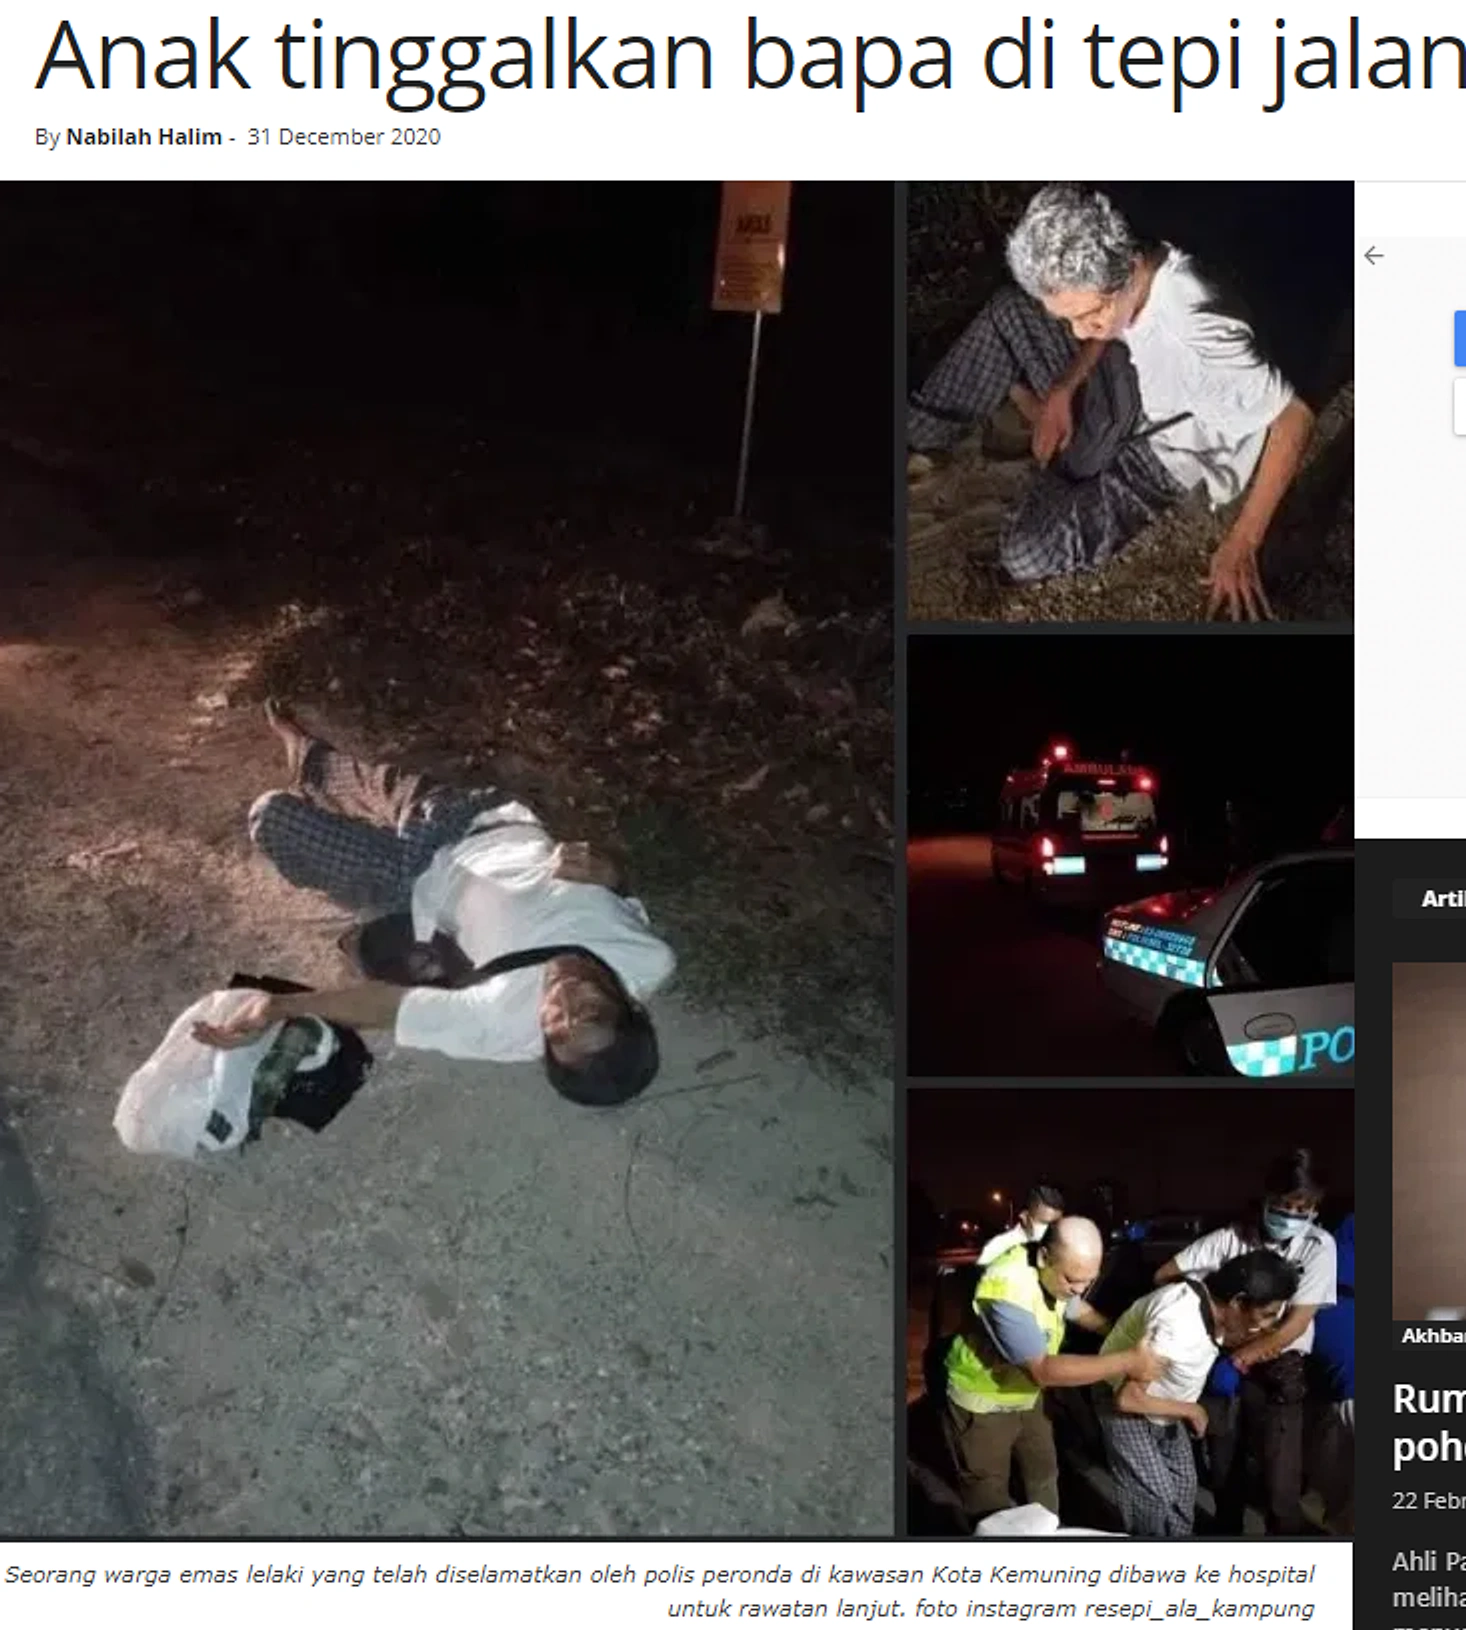 Anak tinggalkan bapa di tepi jalan
By Nabilah Halim - 31 December 2020
AWAS
AMBULANS
PO
Arti
Akhba
Rum
poh
22 Febr
Ahli Pa
meliha
Seorang warga emas lelaki yang telah diselamatkan oleh polis peronda di kawasan Kota Kemuning dibawa ke hospital
untuk rawatan lanjut. foto instagram resepi_ala_kampung